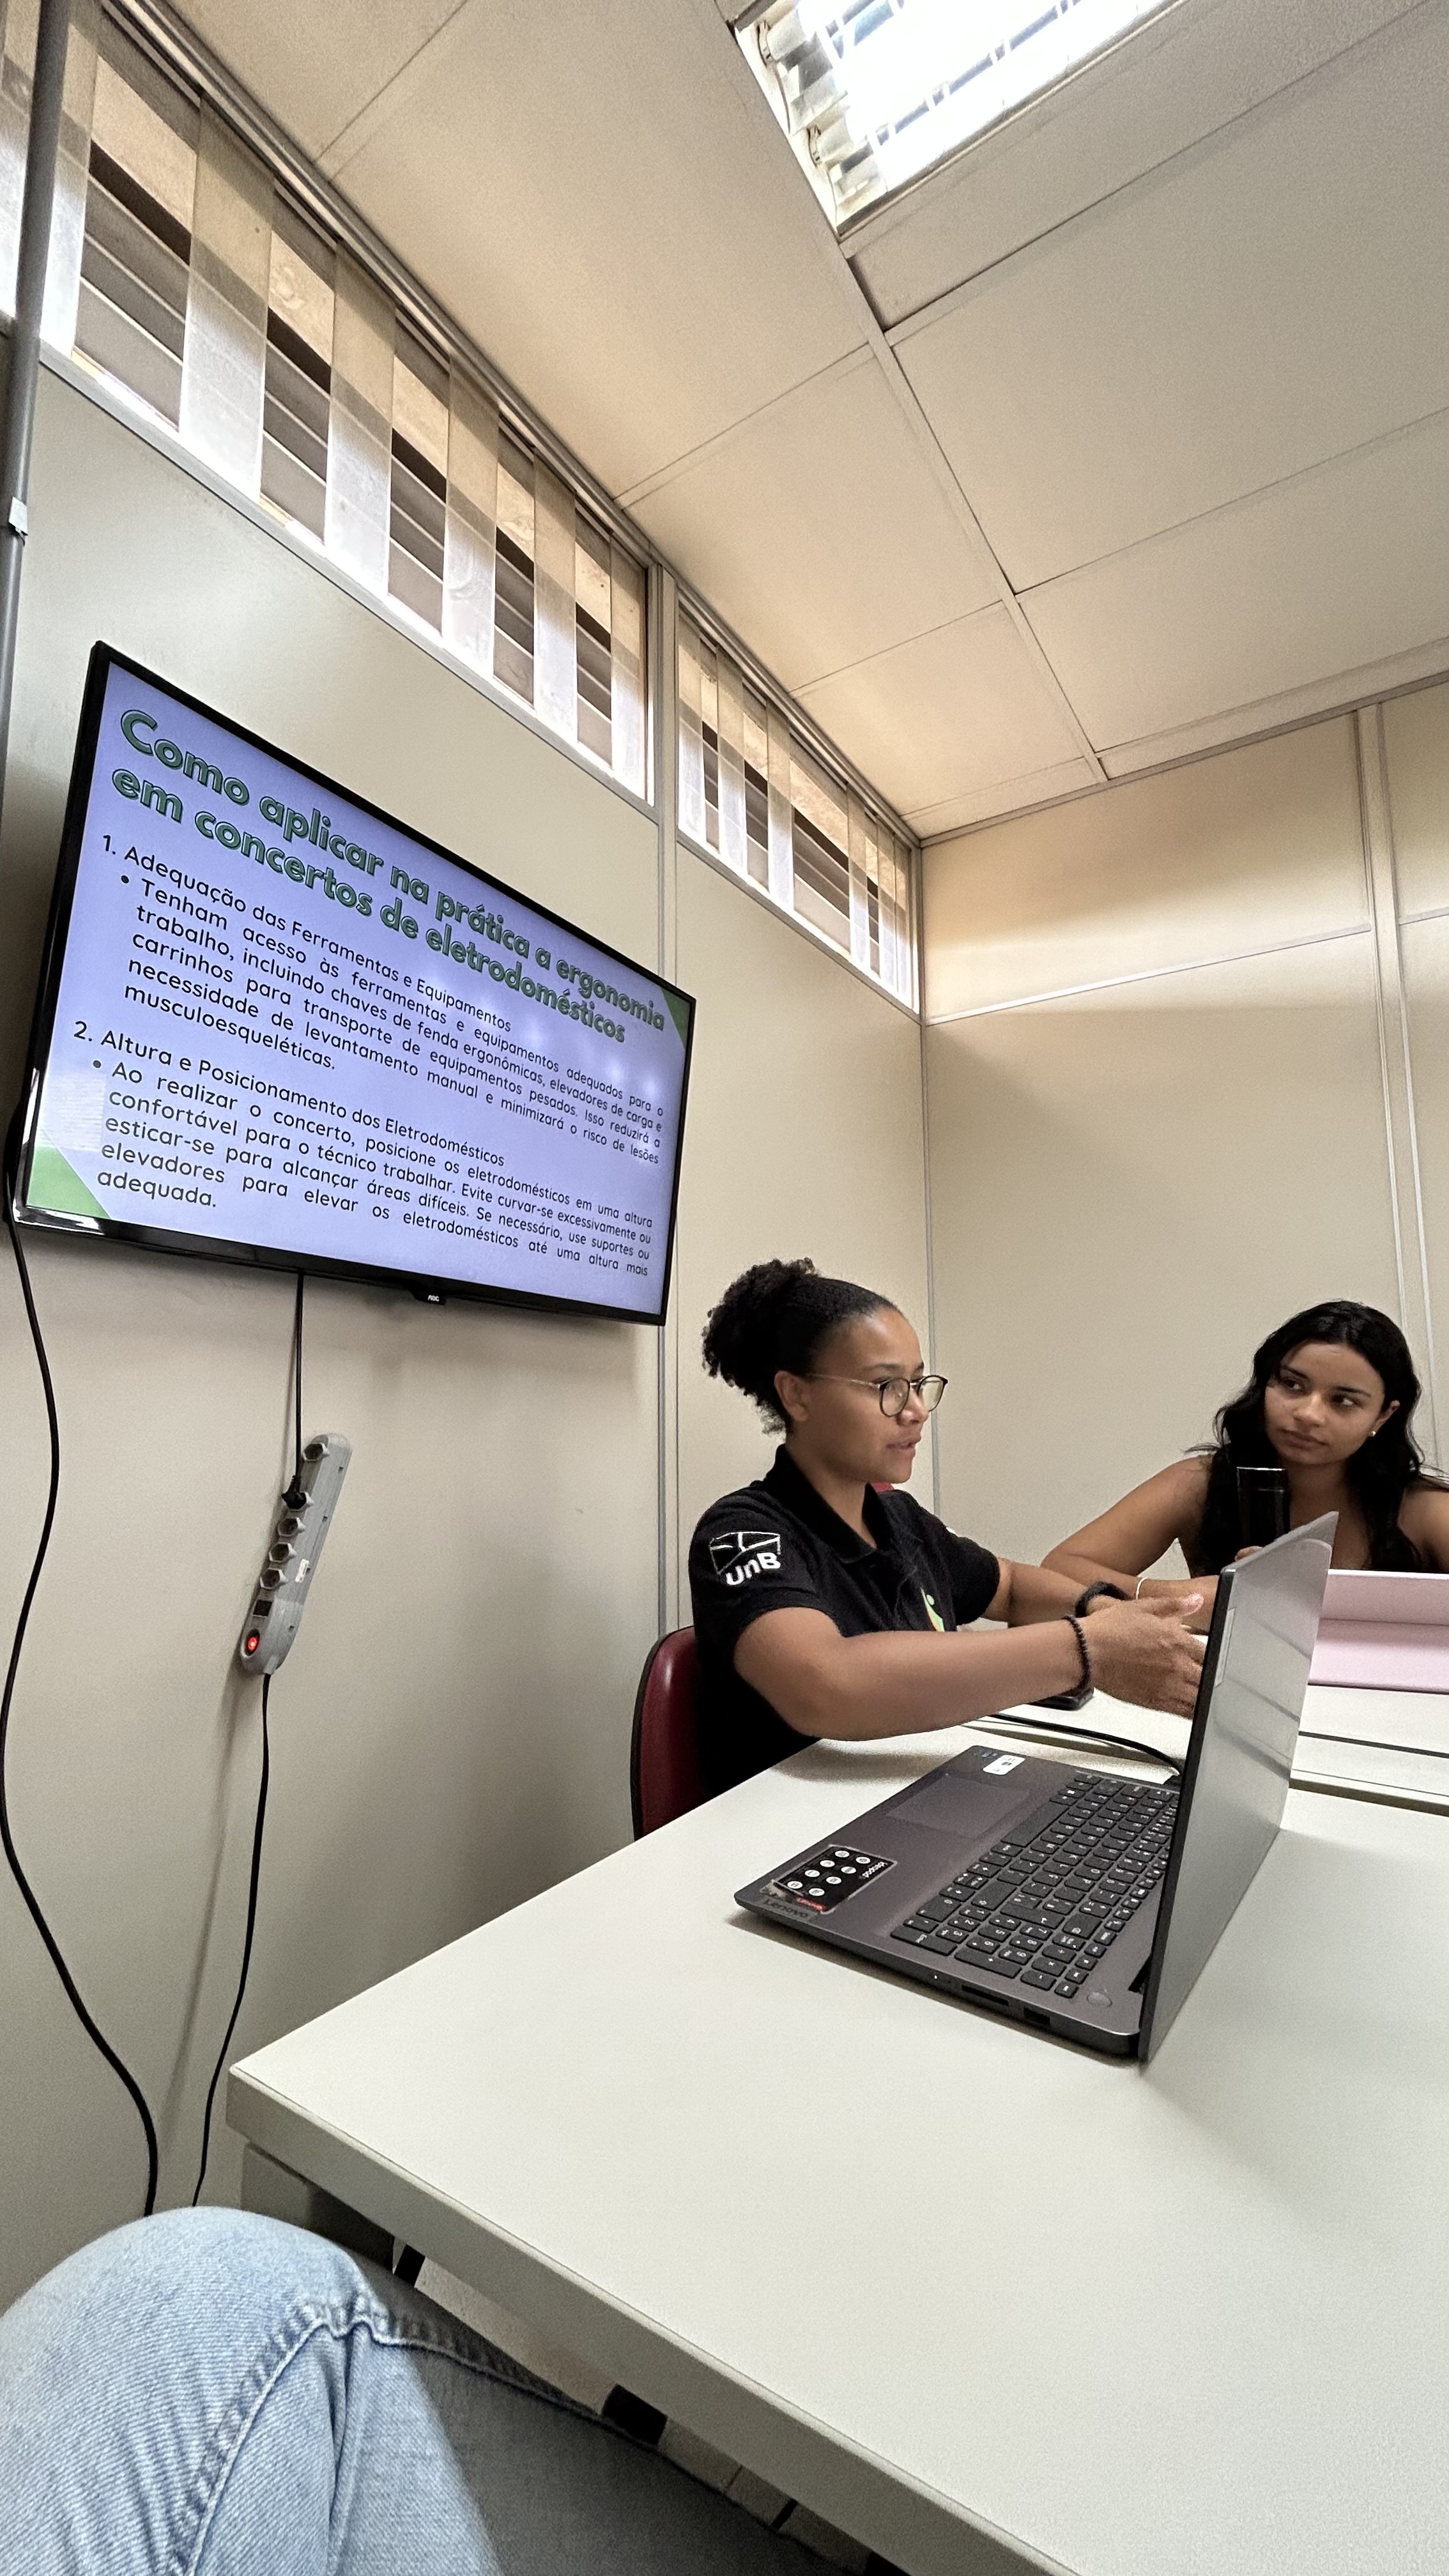 Como aplicar na prática a ergonomia
em concertos de eletrodomésticos
1. Adequação das Ferramentas e Equipamentos
• Tenham acesso às ferramentas e equipamentos adequados para o
trabalho, incluindo chaves de fenda ergonômicas, elevadores de carga e
carrinhos para transporte de equipamentos pesados. Isso reduzirá a
necessidade de levantamento manual e minimizará o risco de lesões
musculoesqueléticas.
2. Altura e Posicionamento dos Eletrodomésticos
• Ao realizar o concerto, posicione os eletrodomésticos em uma altura
confortável para o técnico trabalhar. Evite curvar-se excessivamente ou
esticar-se para alcançar áreas difíceis. Se necessário, use suportes ou
elevadores para elevar os eletrodomésticos até uma altura mais
adequada.
AOC
UnB
Lenovo